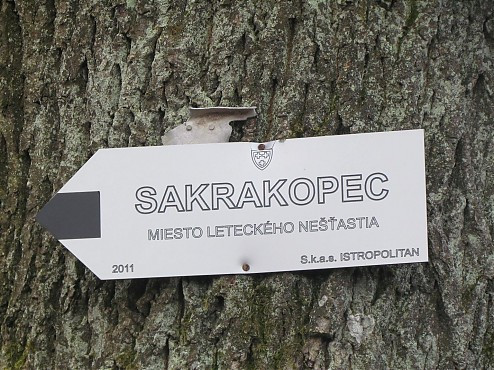 SAKRAKOPEC
MIESTO LETECKÉHO NEŠŤASTIA
2011
S.k.a.s. ISTROPOLITAN